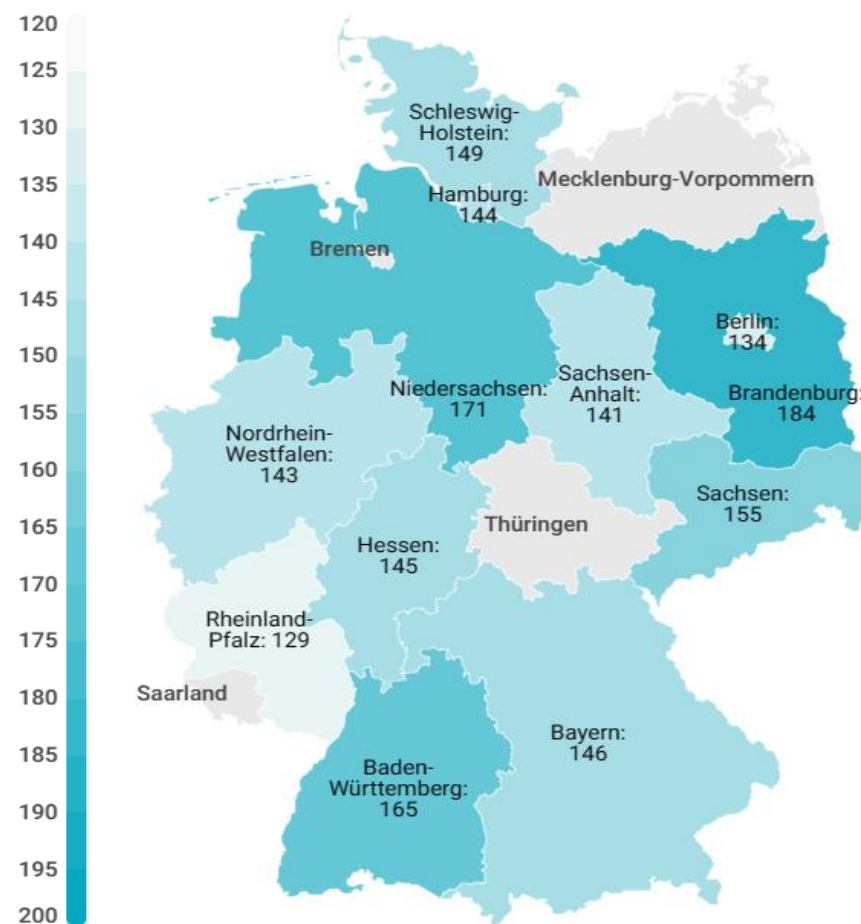 120
125
130
135
140
145
150
155
160
165
170
175
180
185
190
195
200
Schleswig-
Holstein:
149
Hamburg:
144
Mecklenburg-Vorpommern
Bremen
Berlin:
134
Niedersachsen:
171
Sachsen-
Anhalt:
141
Brandenburg:
184
Nordrhein-
Westfalen:
143
Sachsen:
155
Thüringen
Hessen:
145
Rheinland-
Pfalz: 129
Saarland
Bayern:
146
Baden-
Württemberg:
165